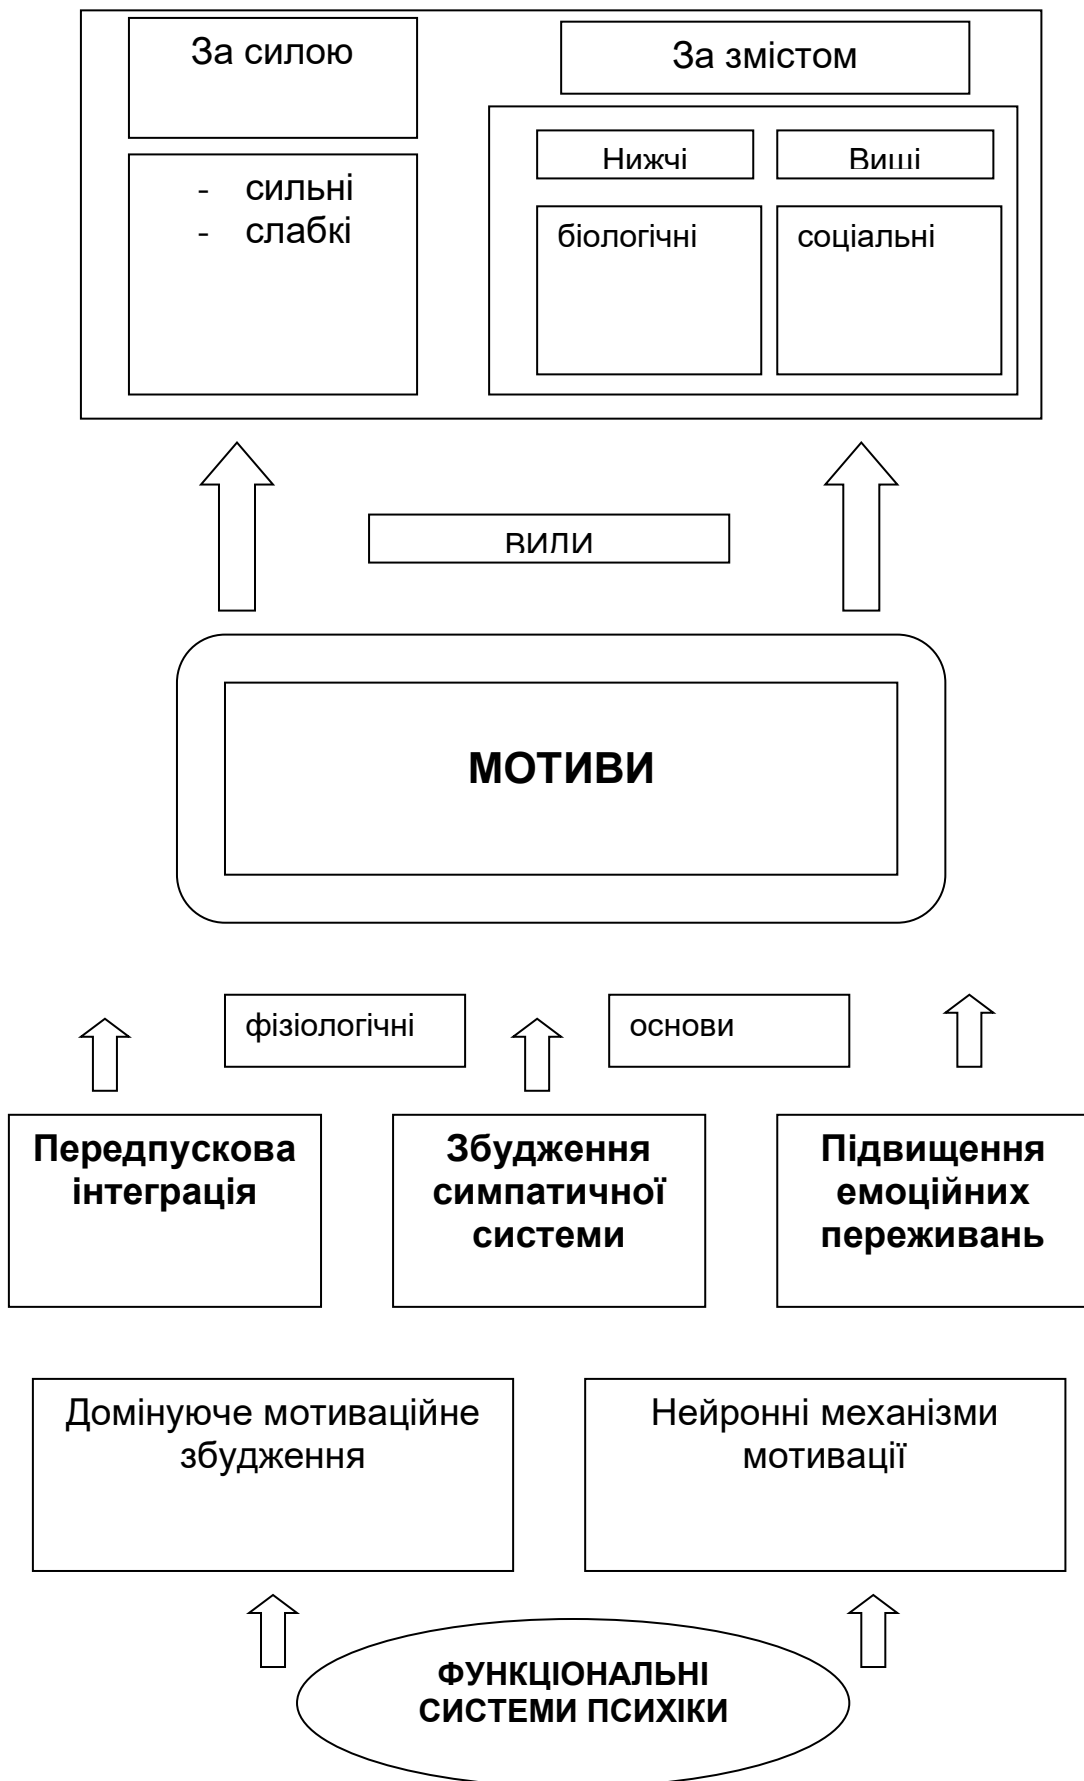 За силою
За змістом
Нижчі
Вищі
- сильні
- слабкі
біологічні
соціальні
види
МОТИВИ
фізіологічні
основи
Передпускова
інтеграція
Збудження
симпатичної
системи
Підвищення
емоційних
переживань
Домінуюче мотиваційне
збудження
Нейронні механізми
мотивації
ФУНКЦІОНАЛЬНІ
СИСТЕМИ ПСИХІКИ